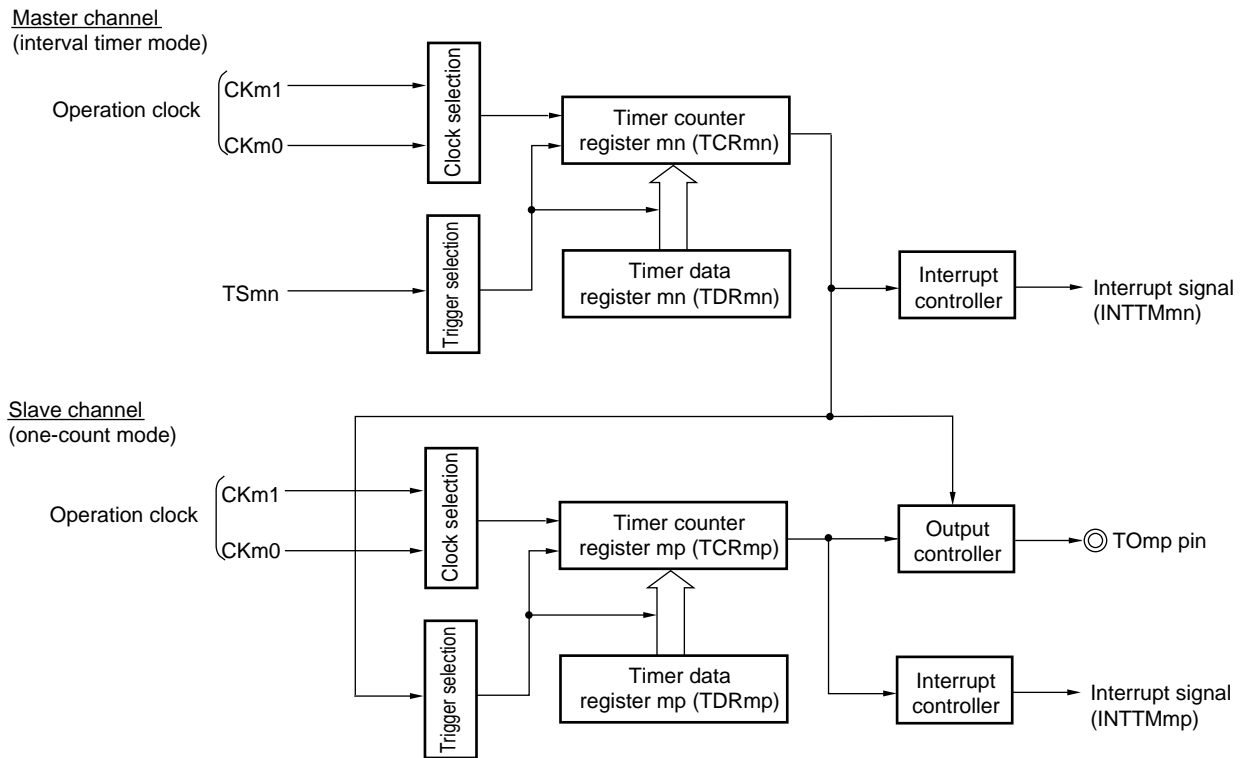 Master channel
(interval timer mode)
Operation clock
CKm1
CKm0
Clock selection
Timer counter
register mn (TCRmn)
TSmn
Trigger selection
Timer data
register mn (TDRmn)
Interrupt
controller
Interrupt signal
(INTTMmn)
Slave channel
(one-count mode)
Operation clock
CKm1
CKm0
Clock selection
Timer counter
register mp (TCRmp)
Output
controller
TOmp pin
Trigger selection
Timer data
register mp (TDRmp)
Interrupt
controller
Interrupt signal
(INTTMmp)